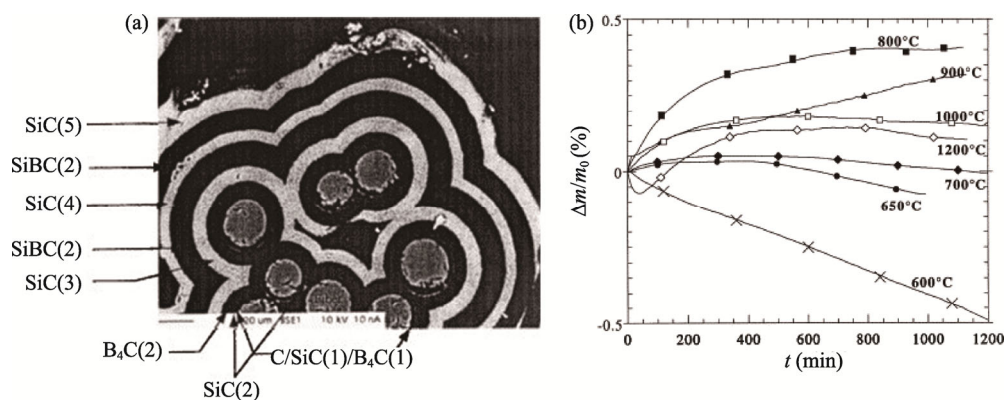 (a)
SiC(5)
SiBC(2)
SiC(4)
SiBC(2)
SiC(3)
B₄C(2)
SiC(2)
C/SiC(1)/B₄C(1)
BSE1 10 kV 10 nA
(b)
0.5
0
-0.5
Δm/m₀ (%)
800°C
900°C
1000°C
1200°C
700°C
650°C
600°C
0 200 400 600 800 1000 1200
t (min)